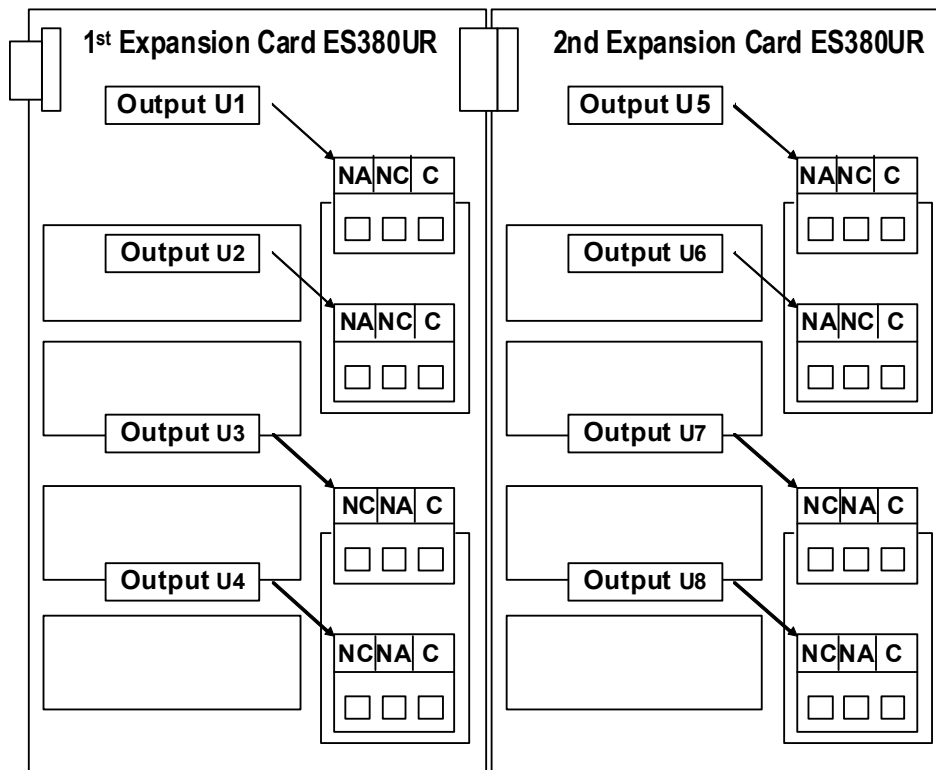 1st Expansion Card ES380UR
Output U1
NA NC C
Output U2
NA NC C
Output U3
NC NA C
Output U4
NC NA C
2nd Expansion Card ES380UR
Output U5
NA NC C
Output U6
NA NC C
Output U7
NC NA C
Output U8
NC NA C